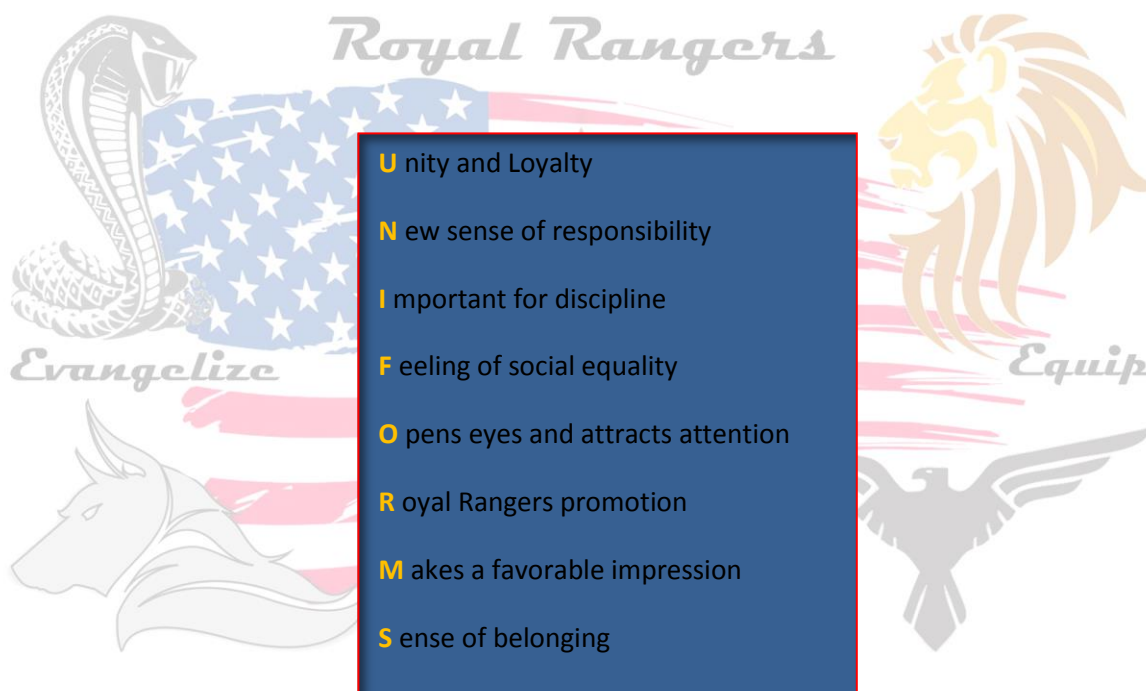 Royal Rangers
U nity and Loyalty
N ew sense of responsibility
I mportant for discipline
F eeling of social equality
Evangelize
Equip
O pens eyes and attracts attention
R oyal Rangers promotion
M akes a favorable impression
S ense of belonging